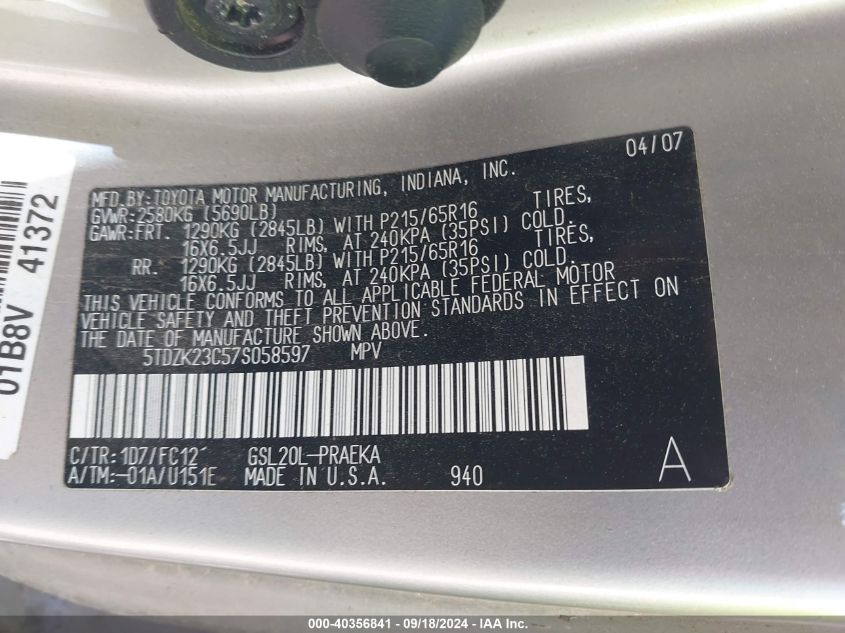 04/07
MFD. BY: TOYOTA MOTOR MANUFACTURING, INDIANA, INC.
GVWR: 2580KG (5690LB)
GAWR: FRT. 1290KG (2845LB) WITH P215/65R16 TIRES,
16X6.5JJ RIMS, AT 240KPA (35PSI) COLD.
RR. 1290KG (2845LB) WITH P215/65R16 TIRES,
16X6.5JJ RIMS, AT 240KPA (35PSI) COLD.
THIS VEHICLE CONFORMS TO ALL APPLICABLE FEDERAL MOTOR
VEHICLE SAFETY AND THEFT PREVENTION STANDARDS IN EFFECT ON
THE DATE OF MANUFACTURE SHOWN ABOVE.
5TDZK23C57S058597 MPV
C/TR: 1D7/FC12 GSL20L-PRAEKA
A/TM: -01A/U151E MADE IN U.S.A. 940 A
01B8V 41372
000-40356841 - 09/18/2024 - IAA Inc.